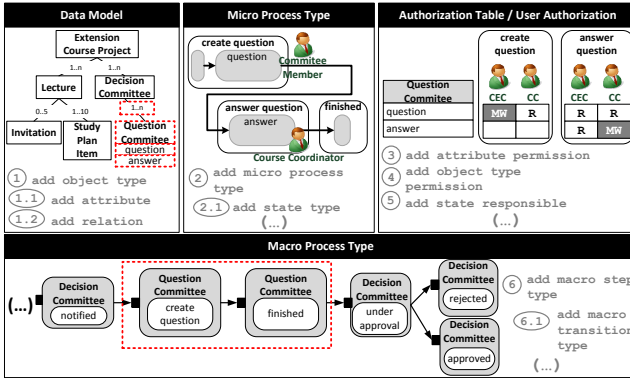 Data Model
Extension
Course Project
1..n
1..n
Lecture
Decision
Committee
0..5
1..10
1..n
Invitation
Study
Plan
Item
Question
Commitee
question
answer
1 add object type
1.1 add attribute
1.2 add relation
Micro Process Type
create question
question
Commitee
Member
answer question
answer
finished
Course Coordinator
2 add micro process
type
2.1 add state type
(...)
Authorization Table / User Authorization
create
question
answer
question
Question
Commitee
CEC CC CEC CC
question MW R R R
answer R MW
3 add attribute permission
4 add object type
permission
5 add state responsible
(...)
Macro Process Type
(...)
Decision
Committee
notified
Question
Committee
create
question
Question
Committee
finished
Decision
Committee
under
approval
Decision
Committee
rejected
Decision
Committee
approved
6 add macro step
type
6.1 add macro
transition
type
(...)